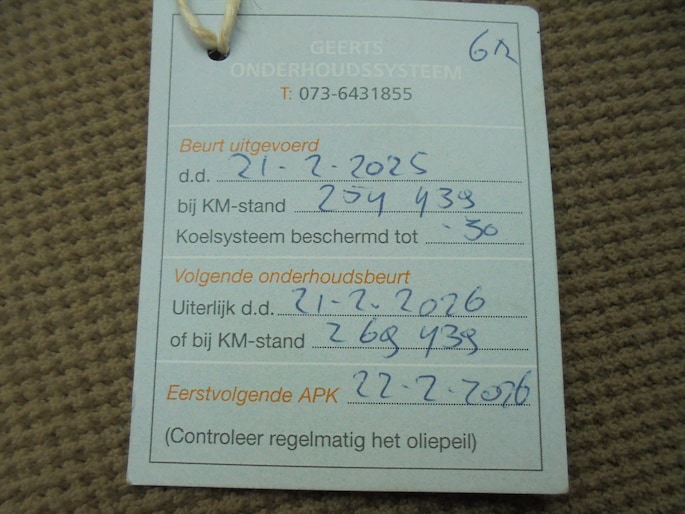 GR
GEERTS
ONDERHOUDSSYSTEEM
T: 073-6431855
Beurt uitgevoerd
d.d. 21-2-2025
bij KM-stand 254 439
Koelsysteem beschermd tot -30
Volgende onderhoudsbeurt
Uiterlijk d.d. 21-2-2026
of bij KM-stand 269 439
Eerstvolgende APK 22-2-2026
(Controleer regelmatig het oliepeil)